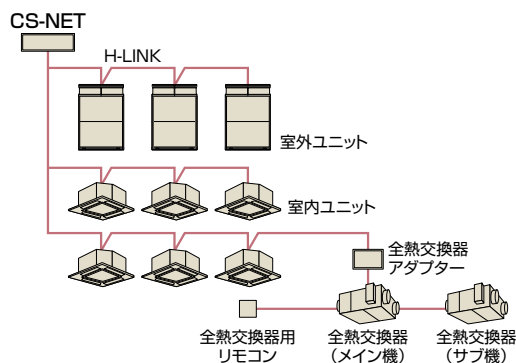 CS-NET
H-LINK
室外ユニット
室内ユニット
全熱交換器
アダプター
全熱交換器用
リモコン
全熱交換器
（メイン機）
全熱交換器
（サブ機）